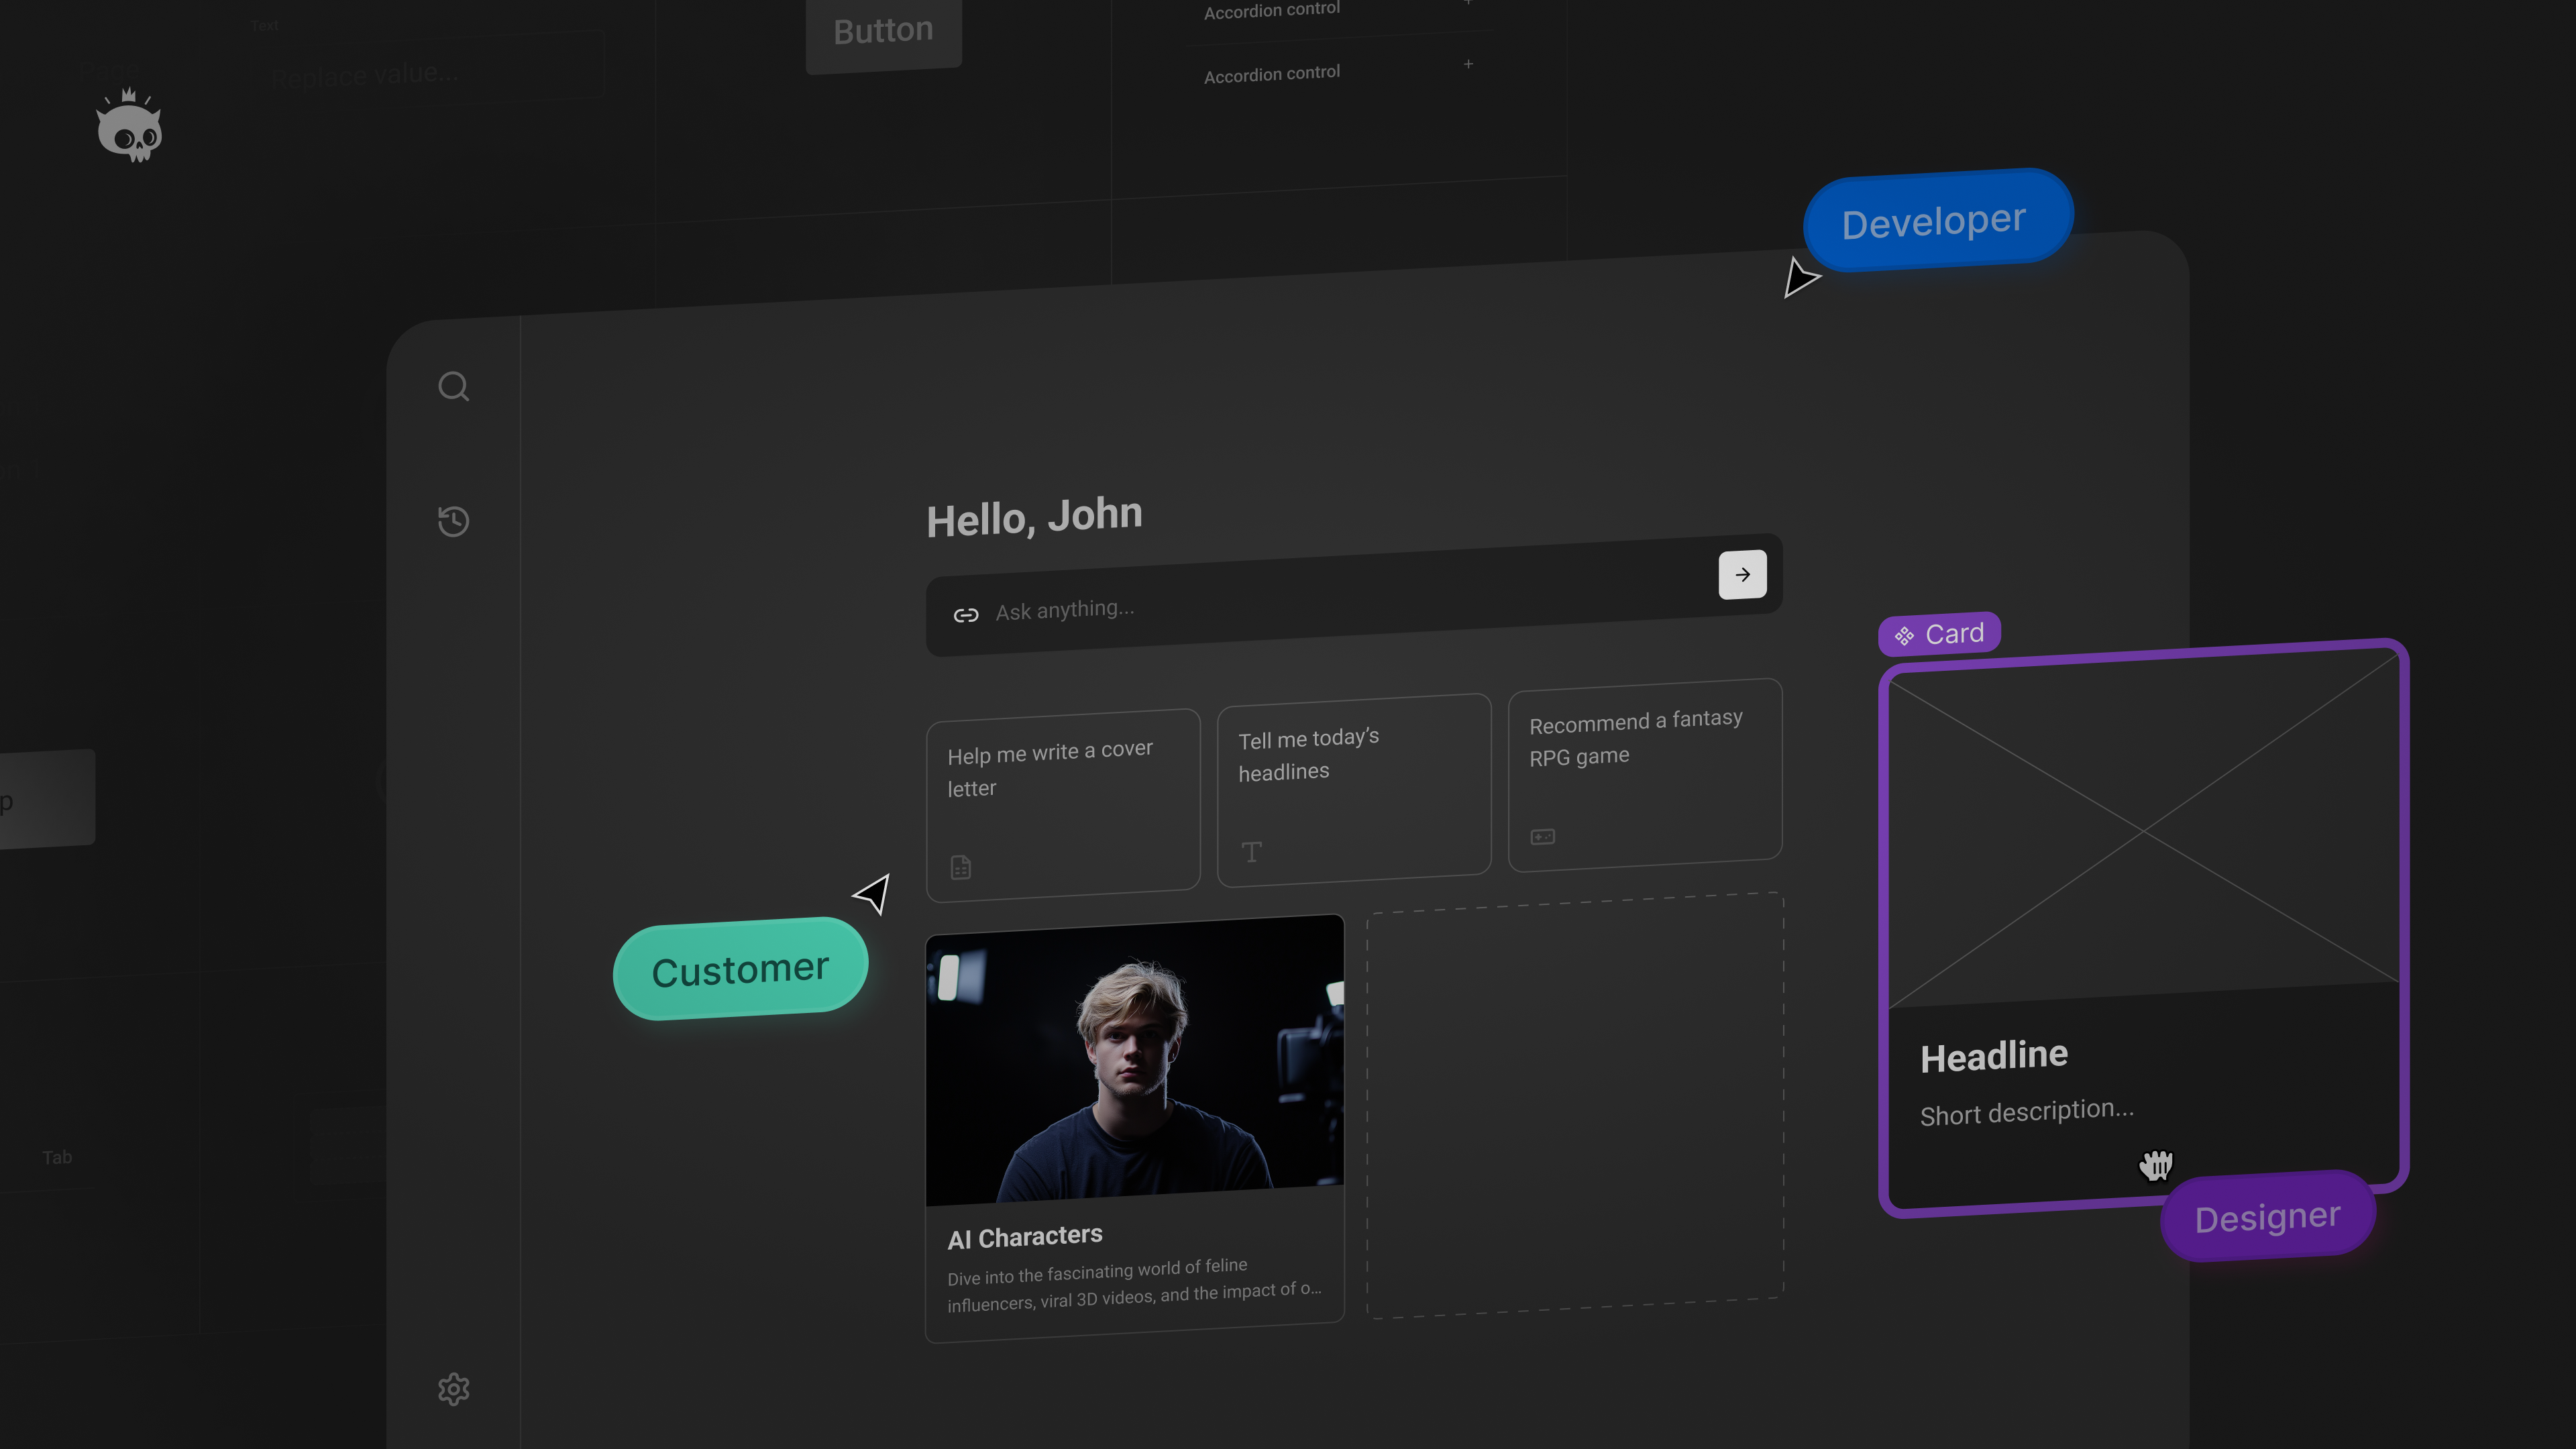 Text
Replace value...
Button
Accordion control
Accordion control
Developer
Hello, John
Ask anything...
Card
Help me write a cover
letter
Tell me today’s
headlines
Recommend a fantasy
RPG game
Customer
Headline
Short description...
Tab
Designer
AI Characters
Dive into the fascinating world of feline
influencers, viral 3D videos, and the impact of o...